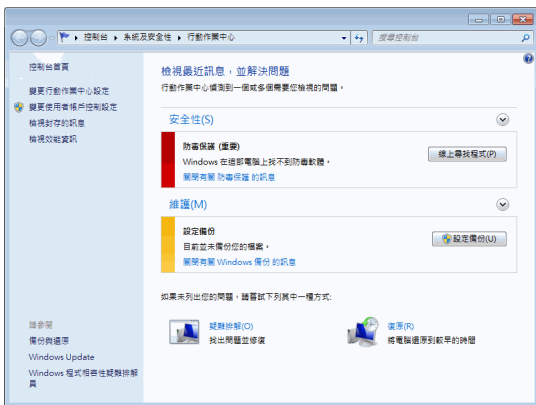 控制台 ▸ 系統及安全性 ▸ 行動作業中心
搜尋控制台
控制台首頁
變更行動作業中心設定
變更使用者帳戶控制設定
檢視封存的訊息
檢視效能資訊
檢視最近訊息，並解決問題
行動作業中心偵測到一個或多個需要您檢視的問題。
安全性(S)
防毒保護 (重要)
Windows 在這部電腦上找不到防毒軟體。
線上尋找程式(P)
關閉有關 防毒保護 的訊息
維護(M)
設定備份
目前並未備份您的檔案。
設定備份(U)
關閉有關 Windows 備份 的訊息
如果未列出您的問題，請嘗試下列其中一種方式:
疑難排解(O)
找出問題並修復
復原(R)
將電腦還原到較早的時間
請參閱
備份與還原
Windows Update
Windows 程式相容性疑難排解
員